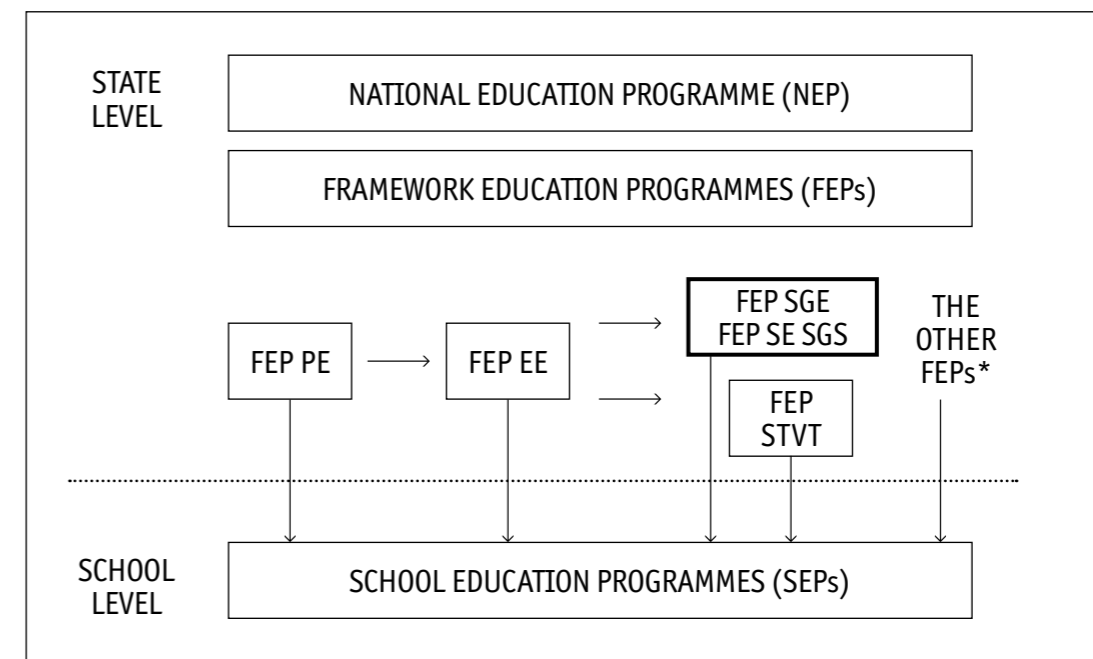 STATE
LEVEL
NATIONAL EDUCATION PROGRAMME (NEP)
FRAMEWORK EDUCATION PROGRAMMES (FEPs)
FEP PE
FEP EE
FEP SGE
FEP SE SGS
FEP
STVT
THE
OTHER
FEPs*
SCHOOL
LEVEL
SCHOOL EDUCATION PROGRAMMES (SEPs)